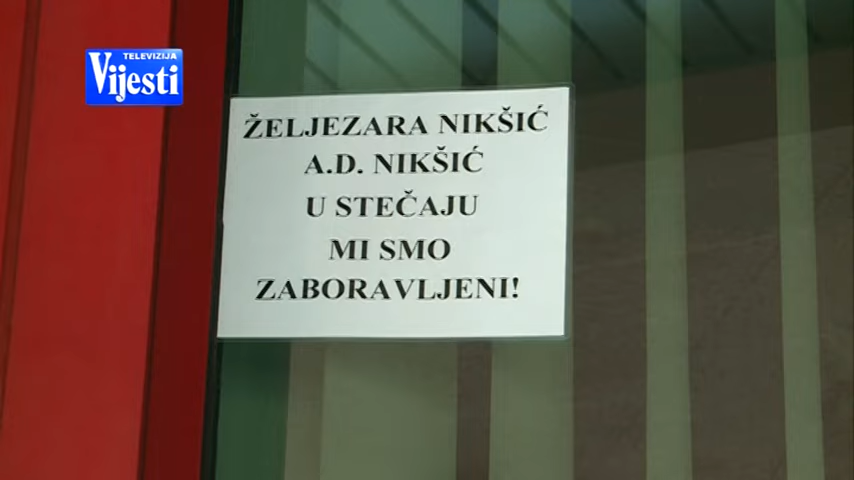 TELEVIZIJA
Vijesti
ŽELJEZARA NIKŠIĆ
A.D. NIKŠIĆ
U STEČAJU
MI SMO
ZABORAVLJENI!